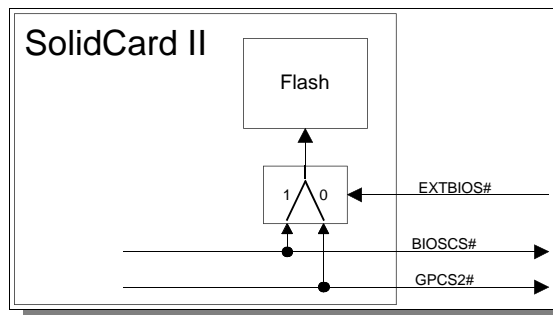 SolidCard II
Flash
1 0
EXTBIOS#
BIOSCS#
GPCS2#